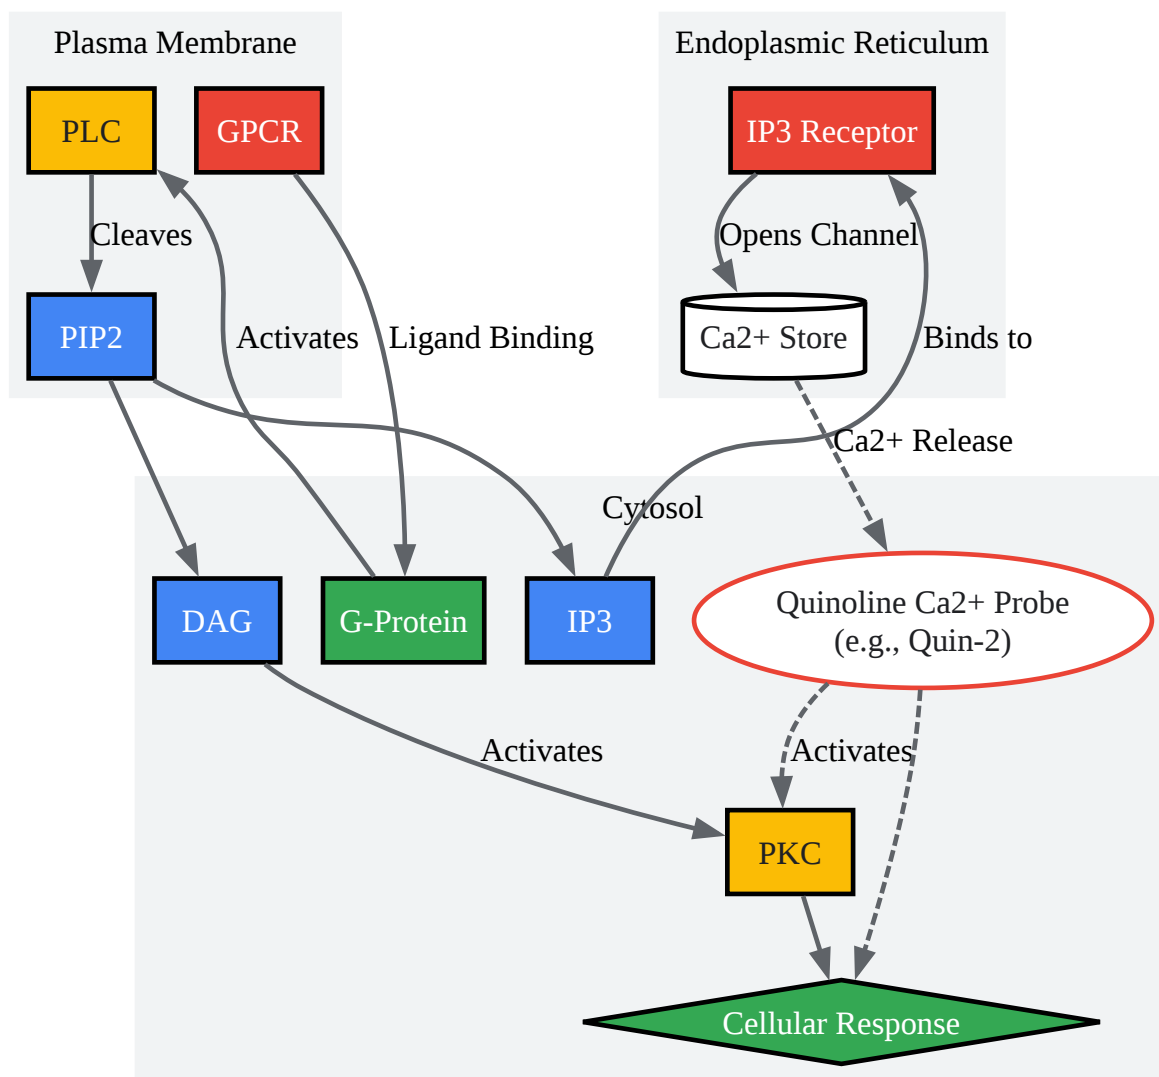 Plasma Membrane
Endoplasmic Reticulum
PLC
GPCR
IP3 Receptor
Cleaves
Opens Channel
PIP2
Activates
Ligand Binding
Ca2+ Store
Binds to
Ca2+ Release
Cytosol
DAG
G-Protein
IP3
Quinoline Ca2+ Probe
(e.g., Quin-2)
Activates
Activates
PKC
Cellular Response